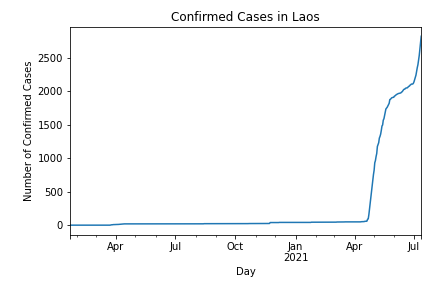 Confirmed Cases in Laos
Number of Confirmed Cases
2500
2000
1500
1000
500
0
Apr
Jul
Oct
Jan
2021
Apr
Jul
Day